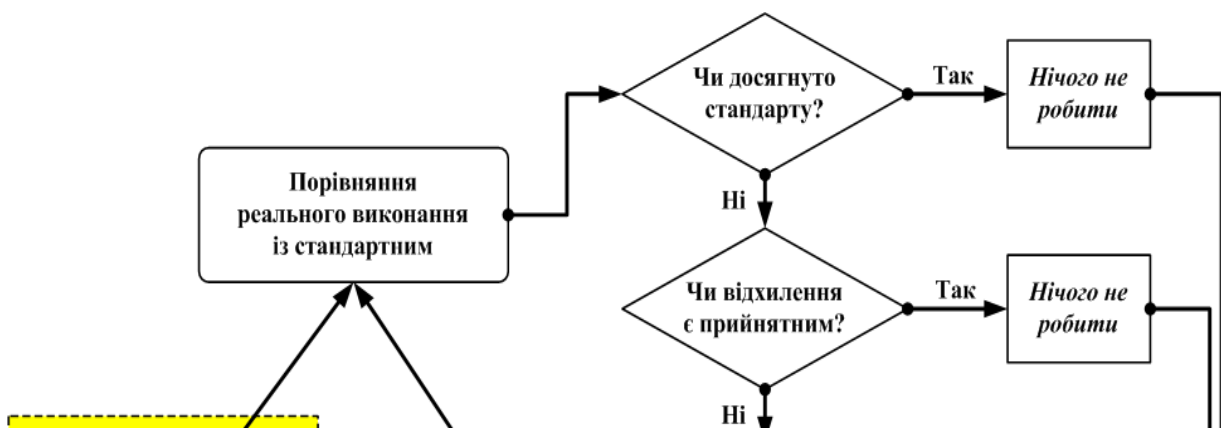 Чи досягнуто
стандарту?
Так
Нічого не
робити
Порівняння
реального виконання
із стандартним
Ні
Чи відхилення
є прийнятним?
Так
Нічого не
робити
Ні